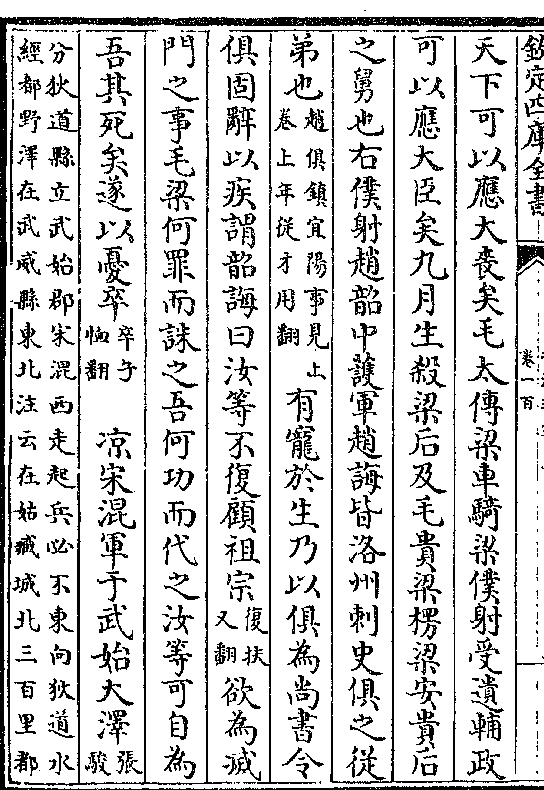 欽定四庫全書
卷一百
天下可以應大喪矣毛太傅梁車騎梁僕射受遺輔政
可以應大臣矣九月生殺梁后及毛貴梁楞梁安貴后
之舅也右僕射趙韶中護軍趙誨皆洛州刺史俱之從
弟也趙俱鎮宜陽事見上卷上年從才用翻有寵於生乃以俱為尚書令
俱固辭以疾謂韶誨曰汝等不復顧祖宗復扶又翻欲為滅
門之事毛梁何罪而誅之吾何功而代之汝等可自為
吾其死矣遂以憂卒卒子恤翻 凉宋混軍于武始大澤張駿
分狄道縣立武始郡宋混西走起兵必不東向狄道水
經都野澤在武威縣東北注云在姑臧城北三百里都